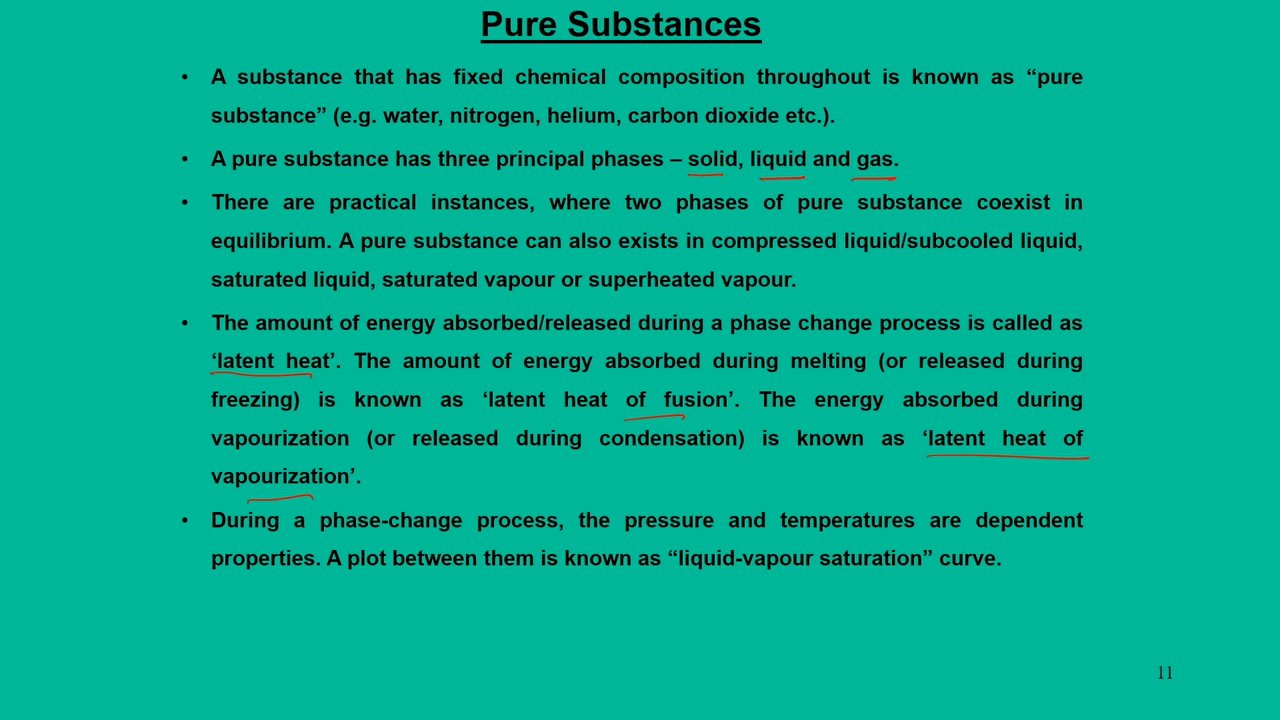 Pure Substances
• A substance that has fixed chemical composition throughout is known as “pure
substance” (e.g. water, nitrogen, helium, carbon dioxide etc.).
• A pure substance has three principal phases – solid, liquid and gas.
• There are practical instances, where two phases of pure substance coexist in
equilibrium. A pure substance can also exists in compressed liquid/subcooled liquid,
saturated liquid, saturated vapour or superheated vapour.
• The amount of energy absorbed/released during a phase change process is called as
‘latent heat’. The amount of energy absorbed during melting (or released during
freezing) is known as ‘latent heat of fusion’. The energy absorbed during
vapourization (or released during condensation) is known as ‘latent heat of
vapourization’.
• During a phase-change process, the pressure and temperatures are dependent
properties. A plot between them is known as “liquid-vapour saturation” curve.
11